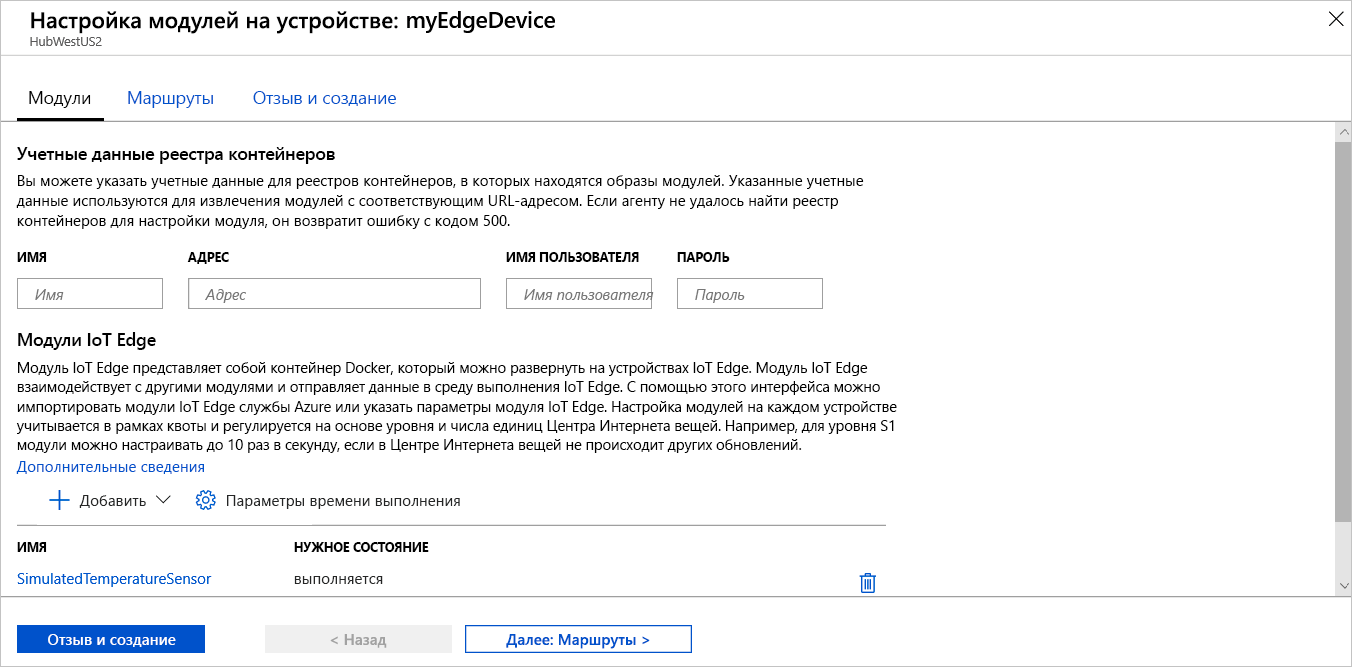 Настройка модулей на устройстве: myEdgeDevice
HubWestUS2
Модули Маршруты Отзыв и создание
Учетные данные реестра контейнеров
Вы можете указать учетные данные для реестров контейнеров, в которых находятся образы модулей. Указанные учетные
данные используются для извлечения модулей с соответствующим URL-адресом. Если агенту не удалось найти реестр
контейнеров для настройки модуля, он возвратит ошибку с кодом 500.
ИМЯ АДРЕС ИМЯ ПОЛЬЗОВАТЕЛЯ ПАРОЛЬ
Имя Адрес Имя пользователя Пароль
Модули IoT Edge
Модуль IoT Edge представляет собой контейнер Docker, который можно развернуть на устройствах IoT Edge. Модуль IoT Edge
взаимодействует с другими модулями и отправляет данные в среду выполнения IoT Edge. С помощью этого интерфейса можно
импортировать модули IoT Edge службы Azure или указать параметры модуля IoT Edge. Настройка модулей на каждом устройстве
учитывается в рамках квоты и регулируется на основе уровня и числа единиц Центра Интернета вещей. Например, для уровня S1
модули можно настраивать до 10 раз в секунду, если в Центре Интернета вещей не происходит других обновлений.
Дополнительные сведения
Добавить Параметры времени выполнения
ИМЯ НУЖНОЕ СОСТОЯНИЕ
SimulatedTemperatureSensor выполняется
Отзыв и создание < Назад Далее: Маршруты >